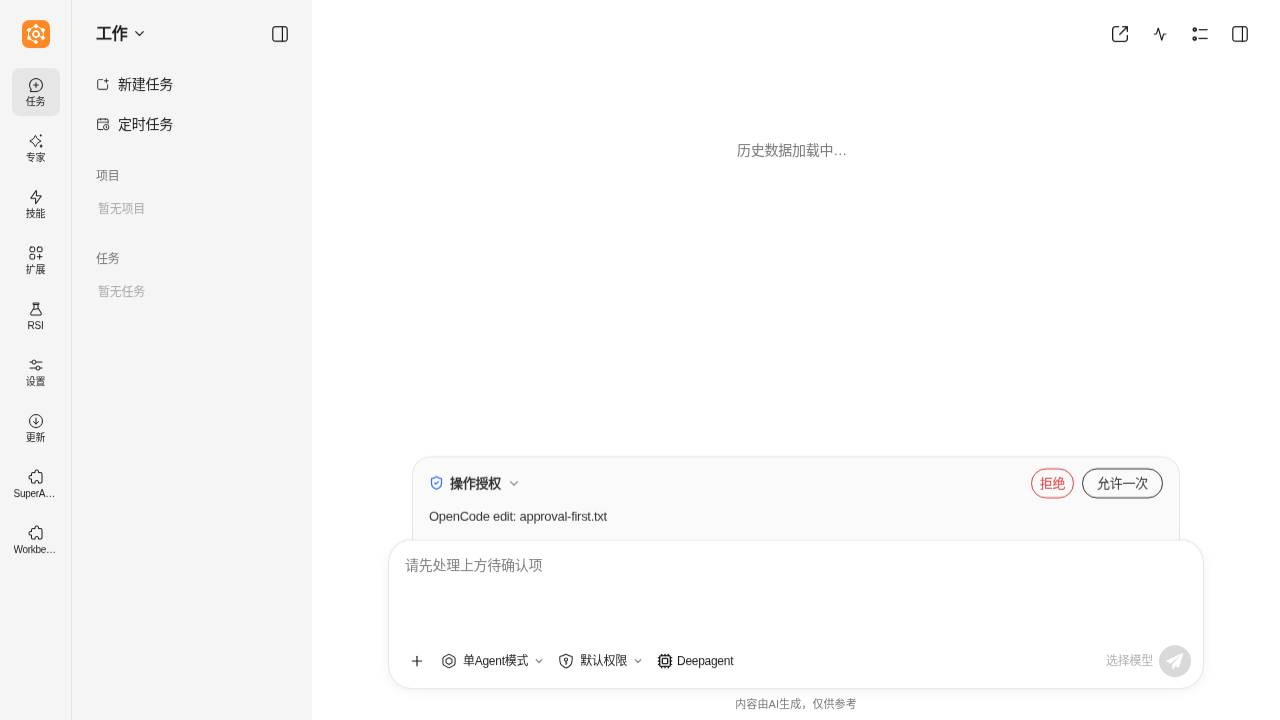 任务
专家
技能
扩展
RSI
设置
更新
SuperA…
Workbe…
工作
新建任务
定时任务
项目
暂无项目
任务
暂无任务
历史数据加载中…
操作授权
拒绝
允许一次
OpenCode edit: approval-first.txt
请先处理上方待确认项
单Agent模式
默认权限
Deepagent
选择模型
内容由AI生成，仅供参考